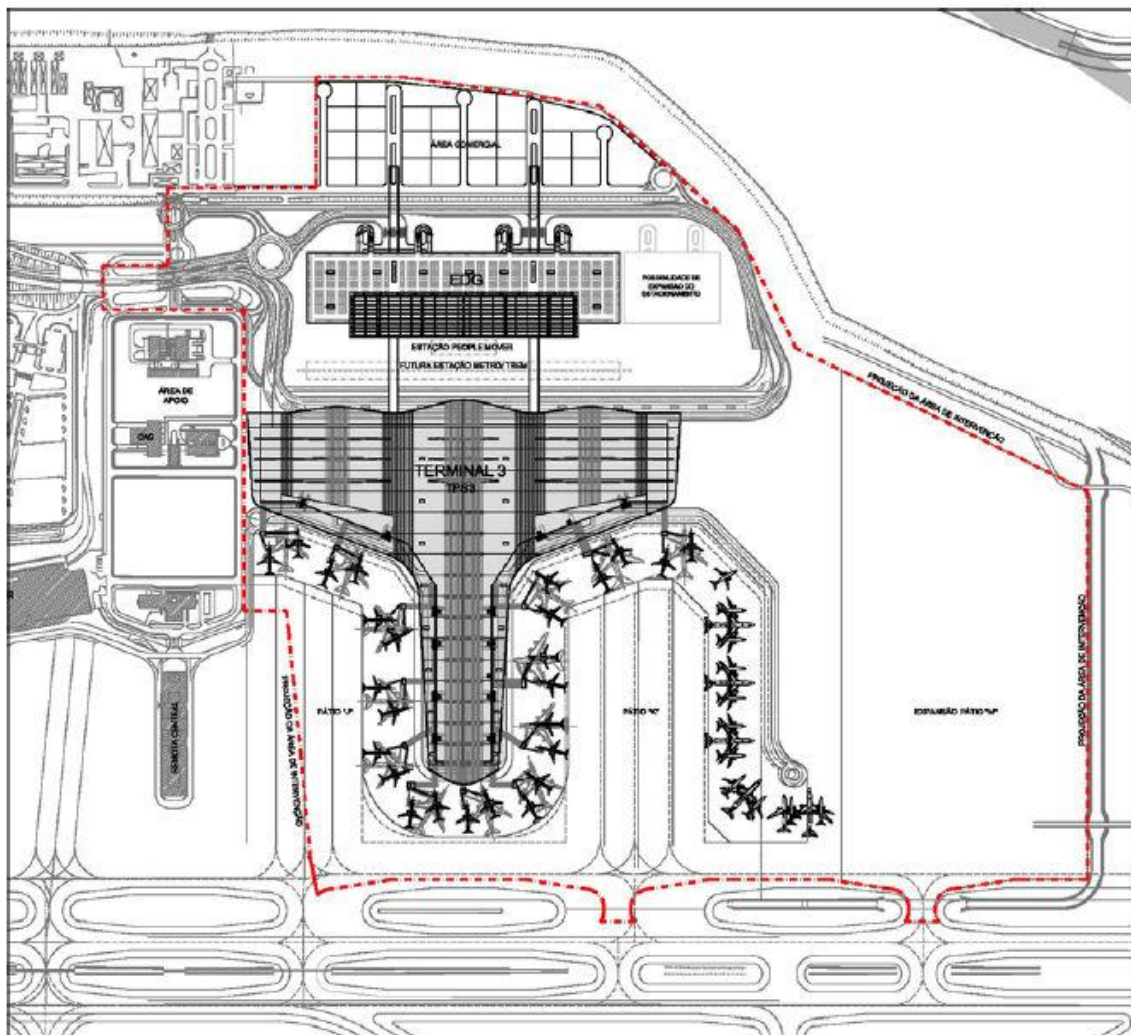 ÁREA COMERCIAL
EDG
POSSIBILIDADE DE
EXPANSÃO DO
ESTACIONAMENTO
ESTAÇÃO PEOPLE MOVER
FUTURA ESTAÇÃO METRÔ/ TREM
PROJEÇÃO DA ÁREA DE INTERVENÇÃO
ÁREA DE
APOIO
CAG
TERMINAL 3
TPS3
PROJEÇÃO DA ÁREA DE INTERVENÇÃO
REMOTA CENTRAL
PROJEÇÃO DA ÁREA DE INTERVENÇÃO
PÁTIO "J"
PÁTIO "K"
EXPANSÃO PÁTIO "M"